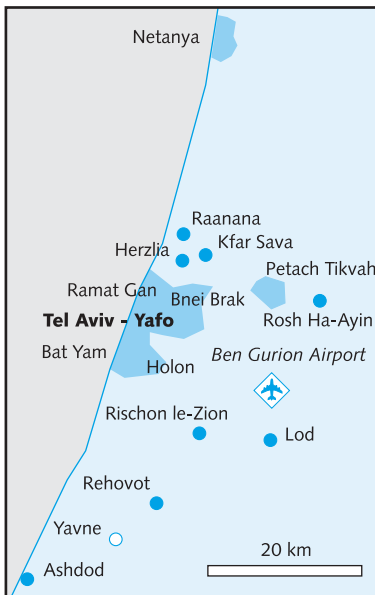 Netanya
Raanana
Kfar Sava
Herzlia
Petach Tikvah
Ramat Gan
Bnei Brak
Rosh Ha-Ayin
Tel Aviv - Yafo
Bat Yam
Ben Gurion Airport
Holon
Rischon le-Zion
Lod
Rehovot
Yavne
20 km
Ashdod